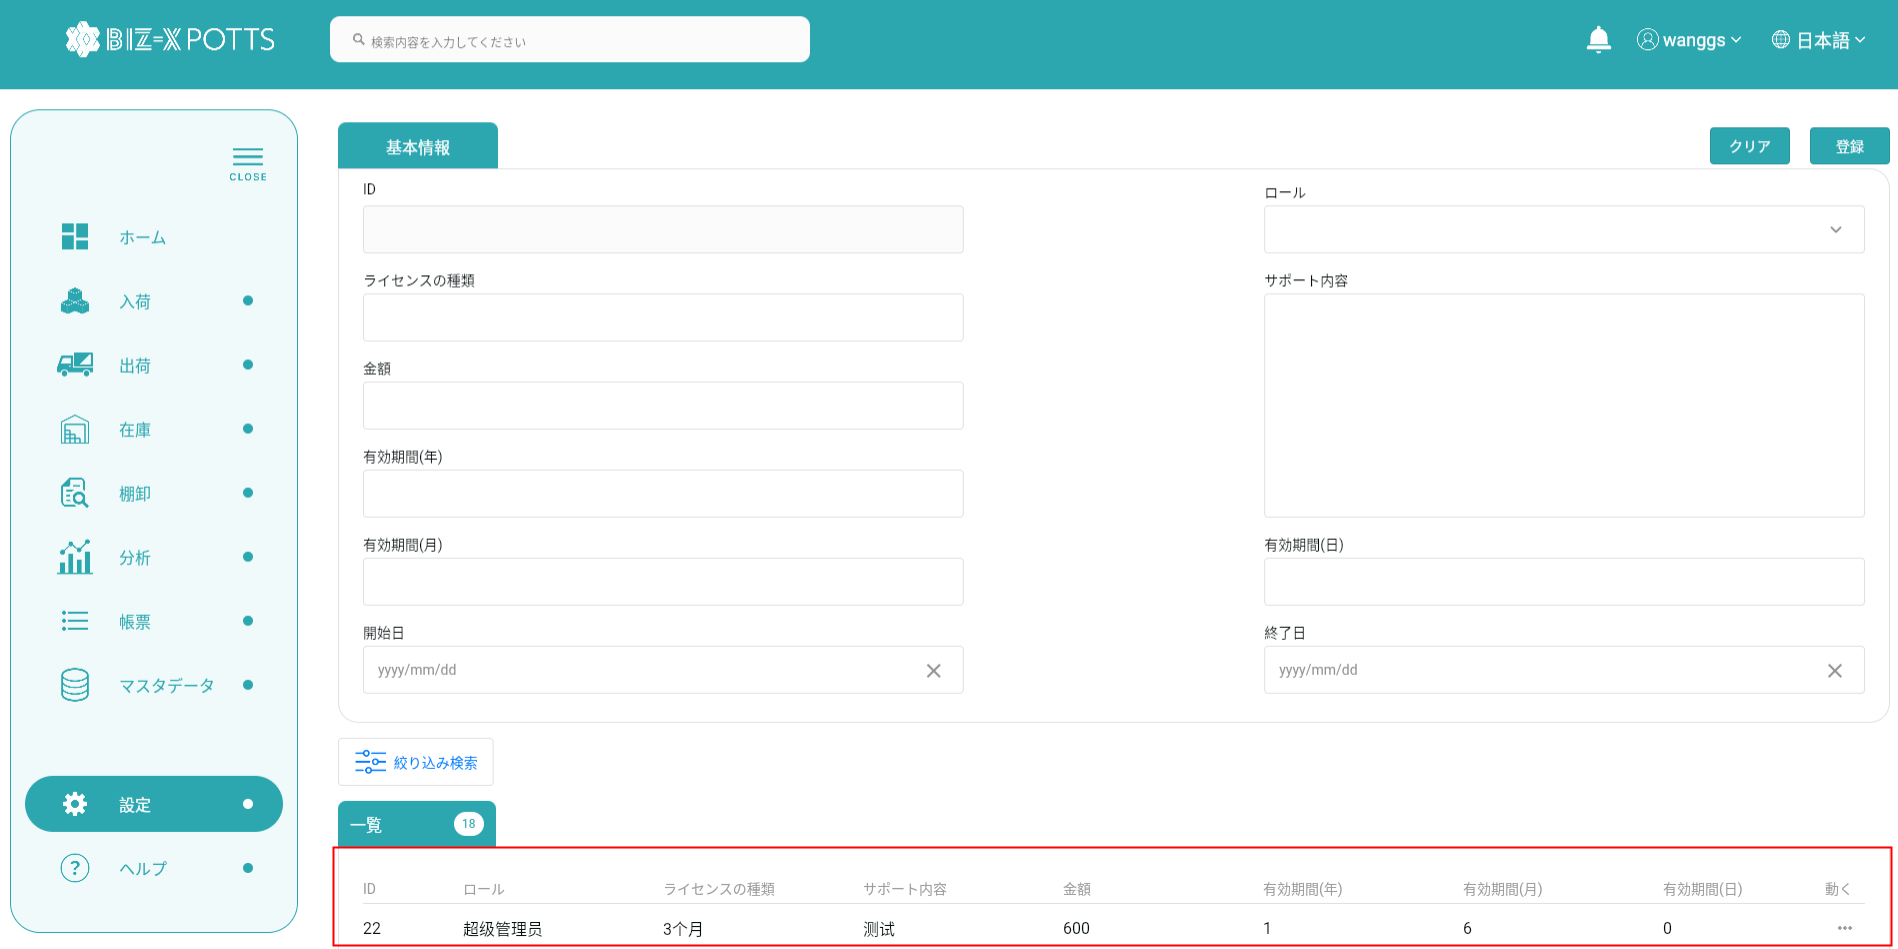 BIZ=X POTTS
検索内容を入力してください
wanggs
日本語
CLOSE
ホーム
入荷
出荷
在庫
棚卸
分析
帳票
マスタデータ
設定
ヘルプ
基本情報
クリア
登録
ID
ロール
ライセンスの種類
サポート内容
金額
有効期間(年)
有効期間(月)
有効期間(日)
開始日
終了日
yyyy/mm/dd
yyyy/mm/dd
絞り込み検索
一覧 18
ID ロール ライセンスの種類 サポート内容 金額 有効期間(年) 有効期間(月) 有効期間(日) 動く
22 超级管理员 3个月 测试 600 1 6 0 ···